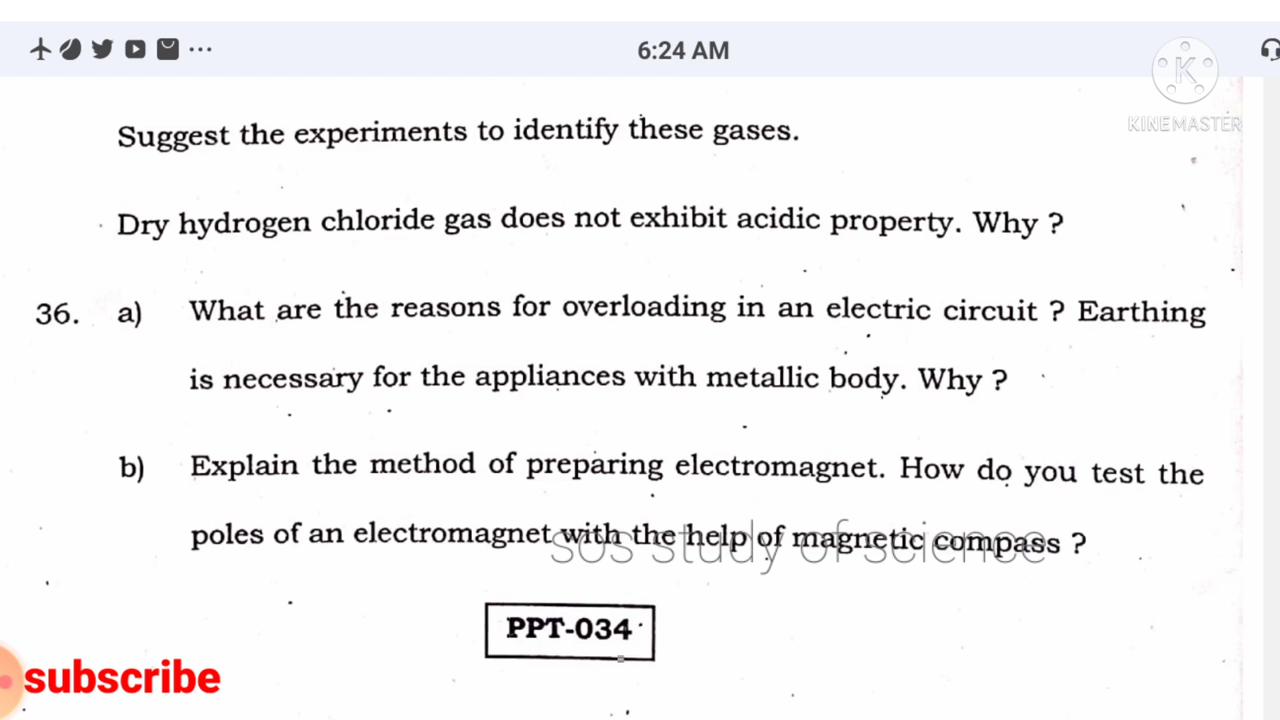 6:24 AM
K
KINEMASTER
Suggest the experiments to identify these gases.
Dry hydrogen chloride gas does not exhibit acidic property. Why ?
36. a) What are the reasons for overloading in an electric circuit ? Earthing
is necessary for the appliances with metallic body. Why ?
b) Explain the method of preparing electromagnet. How do you test the
poles of an electromagnet with the help of magnetic compass ?
sos study of science
PPT-034
subscribe